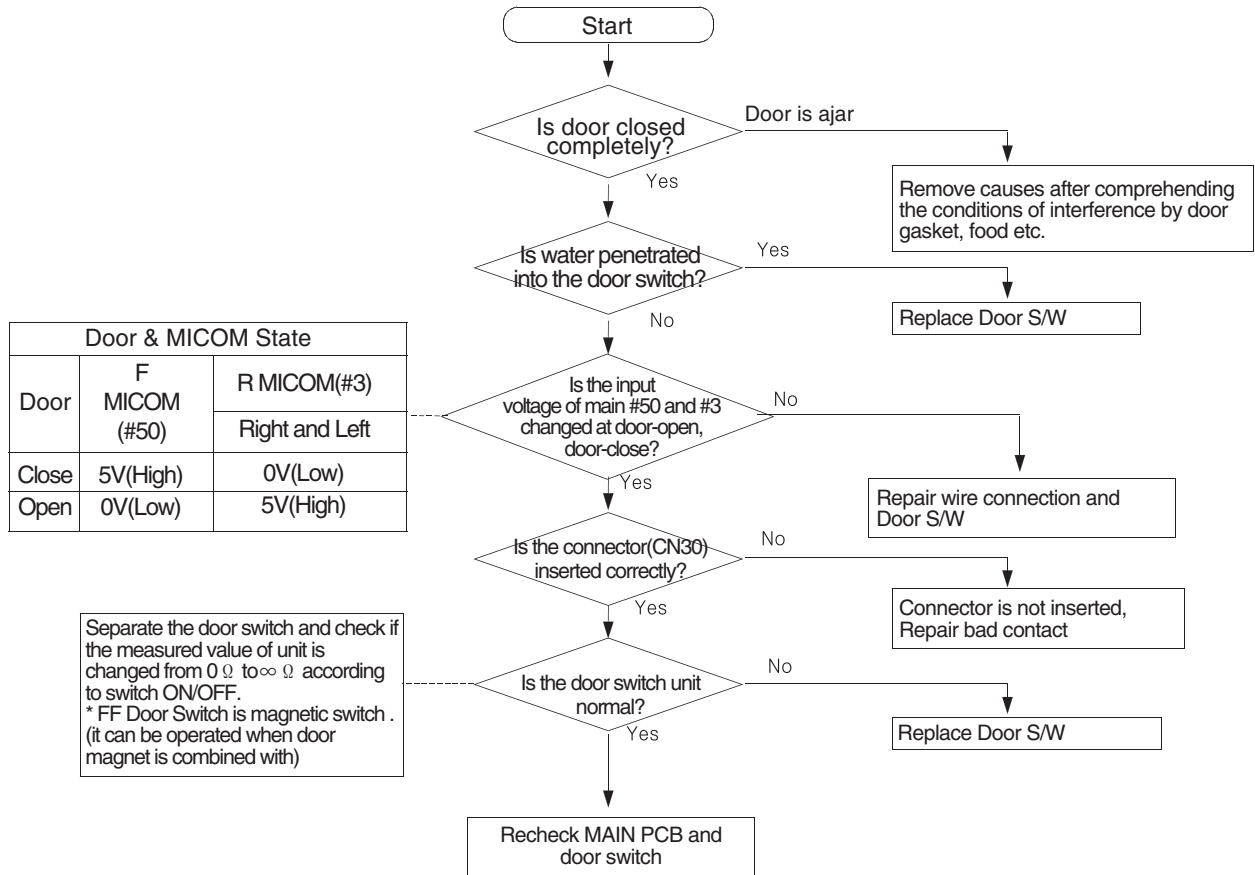 Start
Is door closed
completely?
Door is ajar
Yes
Remove causes after comprehending
the conditions of interference by door
gasket, food etc.
Is water penetrated
into the door switch?
Yes
No
Replace Door S/W
Door & MICOM State
Door
F
MICOM
(#50)
R MICOM(#3)
Right and Left
Close
5V(High)
0V(Low)
Open
0V(Low)
5V(High)
Is the input
voltage of main #50 and #3
changed at door-open,
door-close?
No
Yes
Repair wire connection and
Door S/W
Is the connector(CN30)
inserted correctly?
No
Yes
Connector is not inserted,
Repair bad contact
Separate the door switch and check if
the measured value of unit is
changed from 0 Ω to∞ Ω according
to switch ON/OFF.
* FF Door Switch is magnetic switch .
(it can be operated when door
magnet is combined with)
Is the door switch unit
normal?
No
Yes
Replace Door S/W
Recheck MAIN PCB and
door switch